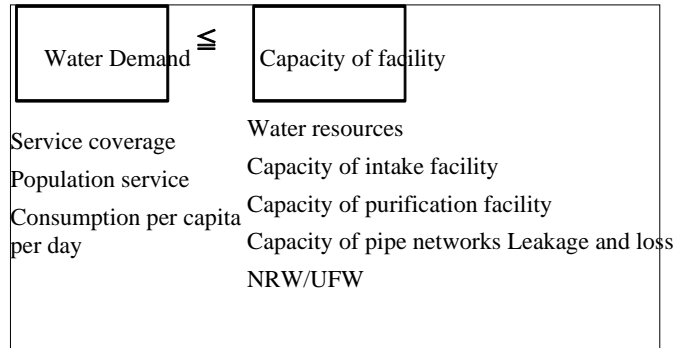 Water Demand ≦ Capacity of facility
Service coverage
Population service
Consumption per capita
per day
Water resources
Capacity of intake facility
Capacity of purification facility
Capacity of pipe networks Leakage and loss
NRW/UFW